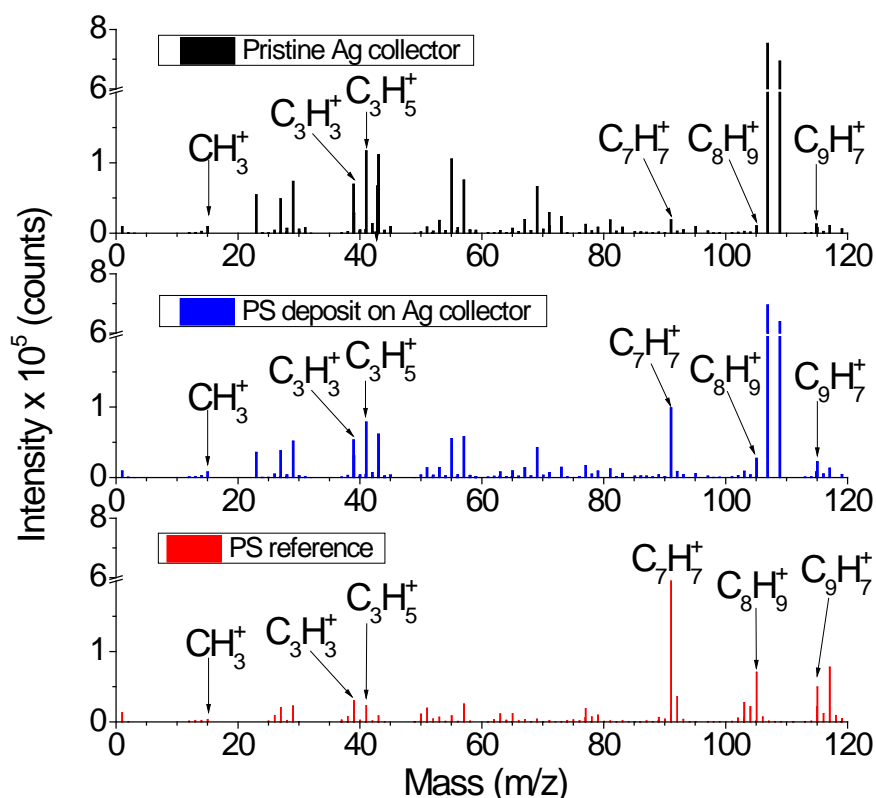 Intensity x 10⁵ (counts)
8
6
1
0
Pristine Ag collector
CH₃⁺
C₃H₃⁺
C₃H₅⁺
C₇H₇⁺
C₈H₉⁺
C₉H₇⁺
0 20 40 60 80 100 120
8
6
1
0
PS deposit on Ag collector
CH₃⁺
C₃H₃⁺
C₃H₅⁺
C₇H₇⁺
C₈H₉⁺
C₉H₇⁺
0 20 40 60 80 100 120
8
6
1
0
PS reference
CH₃⁺
C₃H₃⁺
C₃H₅⁺
C₇H₇⁺
C₈H₉⁺
C₉H₇⁺
0 20 40 60 80 100 120
Mass (m/z)